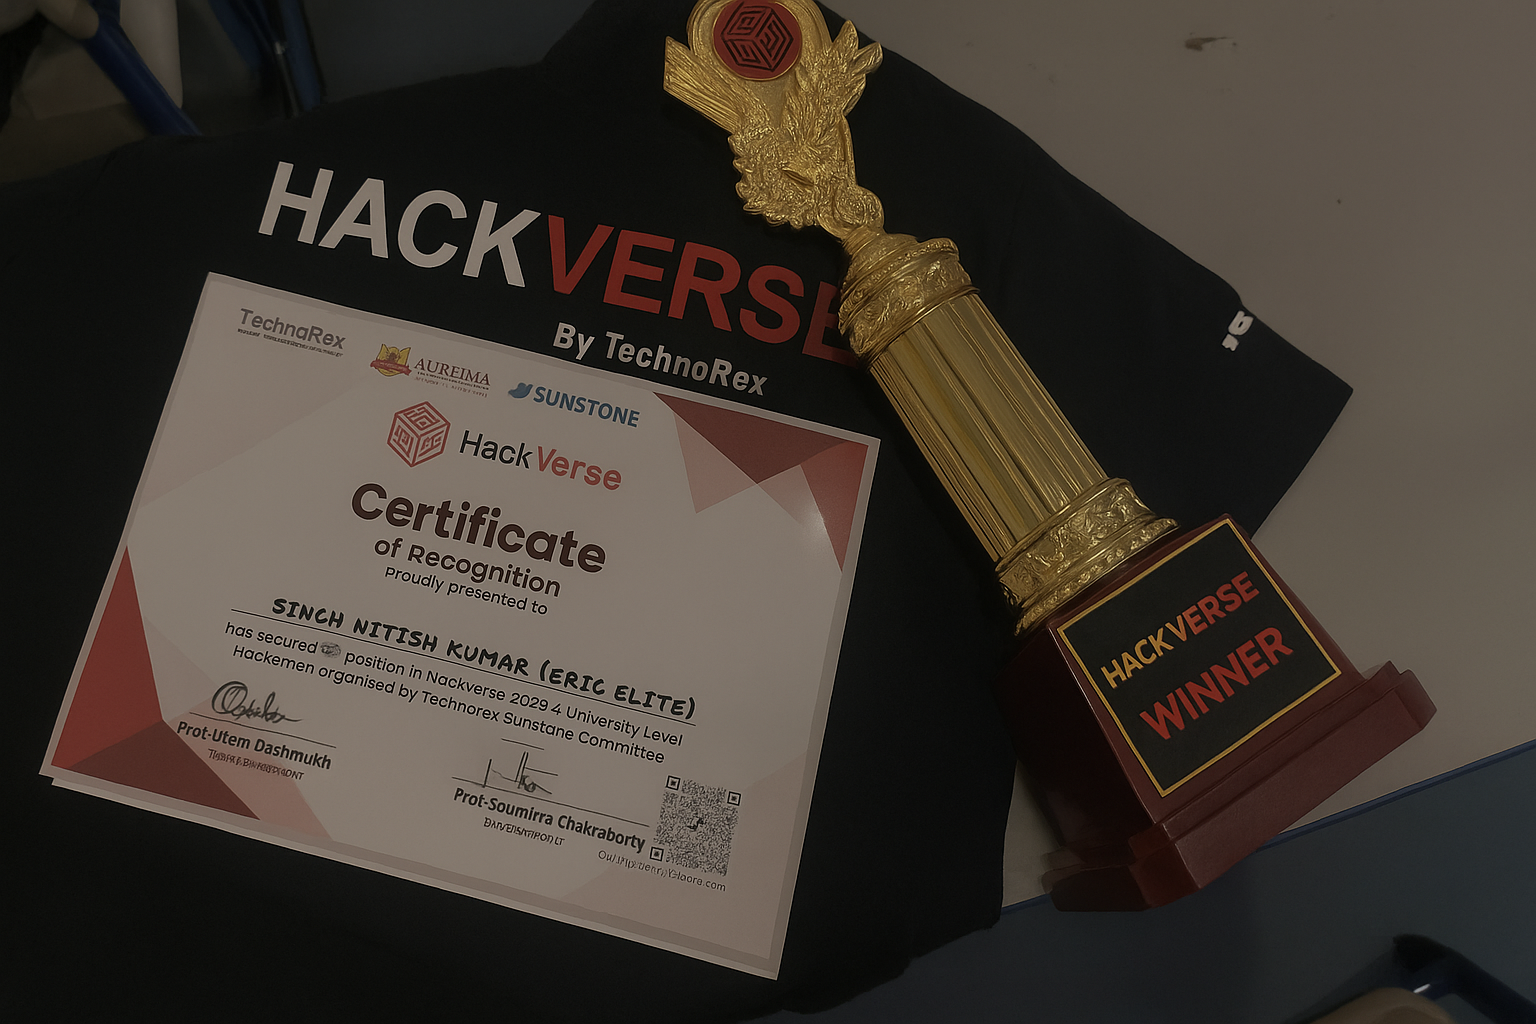 HACKVERSE
By TechnoRex
TechnaRex
AUREIMA
SUNSTONE
HackVerse
Certificate
of Recognition
Proudly presented to
SINCH NITISH KUMAR (ERIC ELITE)
has secured position in Nackverse 2029 4 University Level
Hackemen organised by Technorex Sunstane Committee
Prot-Utem Dashmukh
Prot-Soumirra Chakraborty
HACKVERSE
WINNER